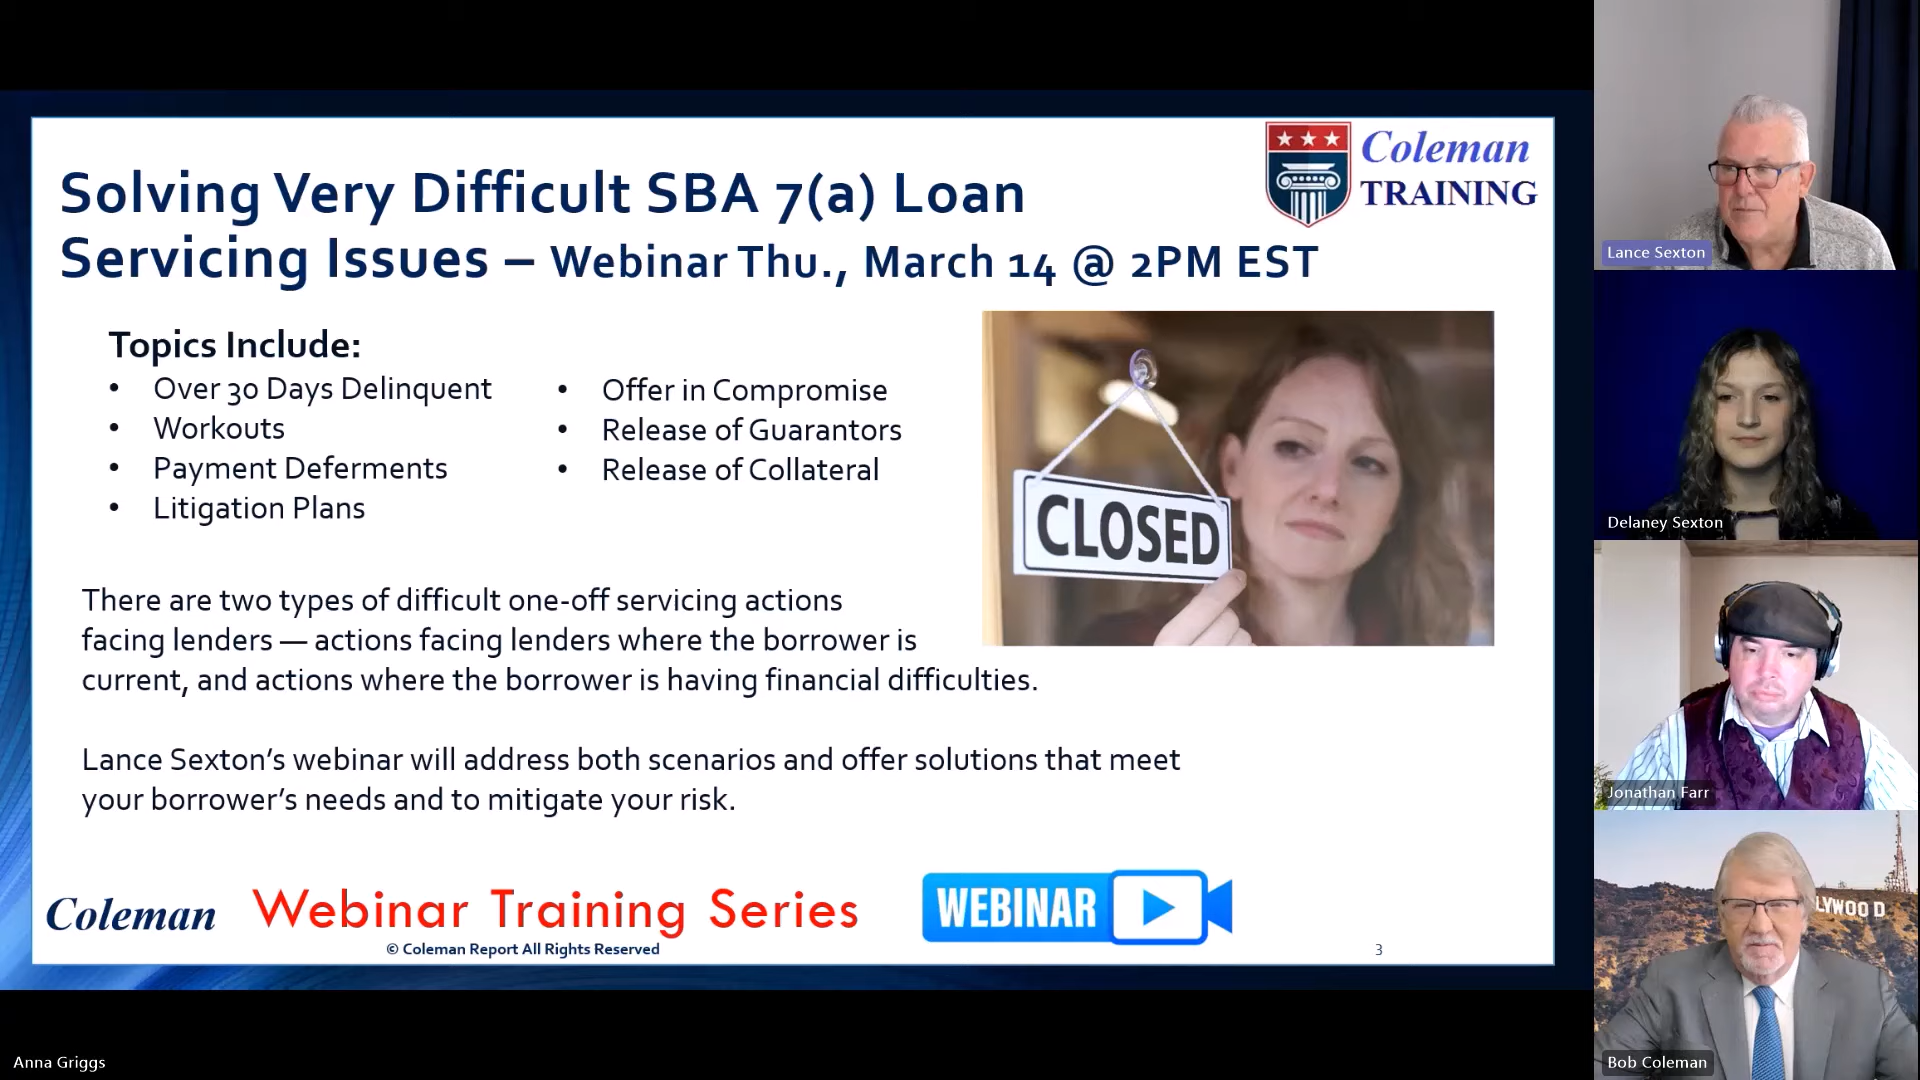 Solving Very Difficult SBA 7(a) Loan
Servicing Issues – Webinar Thu., March 14 @ 2PM EST
Coleman
TRAINING
Topics Include:
• Over 30 Days Delinquent
• Workouts
• Payment Deferments
• Litigation Plans
• Offer in Compromise
• Release of Guarantors
• Release of Collateral
CLOSED
There are two types of difficult one-off servicing actions
facing lenders — actions facing lenders where the borrower is
current, and actions where the borrower is having financial difficulties.
Lance Sexton’s webinar will address both scenarios and offer solutions that meet
your borrower’s needs and to mitigate your risk.
Coleman
Webinar Training Series
WEBINAR
© Coleman Report All Rights Reserved
3
Anna Griggs
Lance Sexton
Delaney Sexton
Jonathan Farr
LYWOOD
Bob Coleman